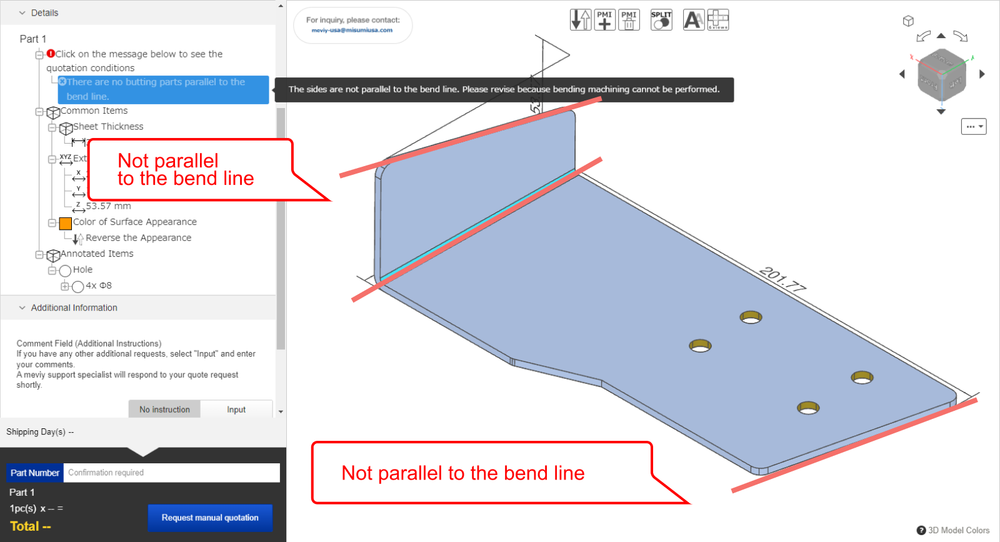 Details
Part 1
Click on the message below to see the
quotation conditions
There are no butting parts parallel to the
bend line.
Common Items
Sheet Thickness
XYZ Ext
X
Y
Z 53.57 mm
Color of Surface Appearance
Reverse the Appearance
Annotated Items
Hole
4x Φ8
Additional Information
Comment Field (Additional Instructions)
If you have any other additional requests, select "Input" and enter
your comments.
A meviy support specialist will respond to your quote request
shortly.
No instruction
Input
Shipping Day(s) --
Part Number
Confirmation required
Part 1
1pc(s) x -- =
Total --
Request manual quotation
For inquiry, please contact:
meviy-usa@misumiusa.com
PMI
PMI
SPLIT
AA
6views
The sides are not parallel to the bend line. Please revise because bending machining cannot be performed.
Not parallel
to the bend line
201.77
Not parallel to the bend line
X
Front
3D Model Colors